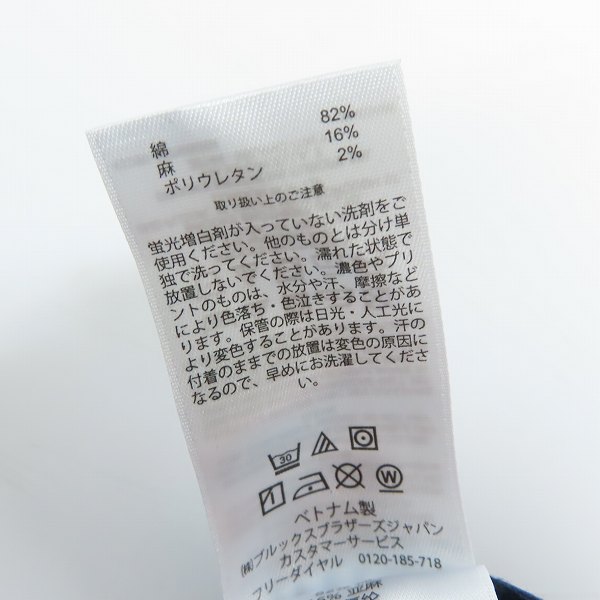 綿 82%
麻 16%
ポリウレタン 2%
取り扱い上のご注意
蛍光増白剤が入っていない洗剤をご
使用ください。他のものとは分け単
独で洗ってください。濡れた状態で
放置しないでください。濃色やプリ
ントのものは、水分や汗、摩擦など
により色落ち・色泣きすることがあ
ります。保管の際は日光・人工光に
より変色することがあります。汗の
付着のままでの放置は変色の原因に
なるので、早めにお洗濯してくださ
い。
30
W
ベトナム製
㈱ブルックスブラザーズジャパン
カスタマーサービス
フリーダイヤル 0120-185-718
亜麻